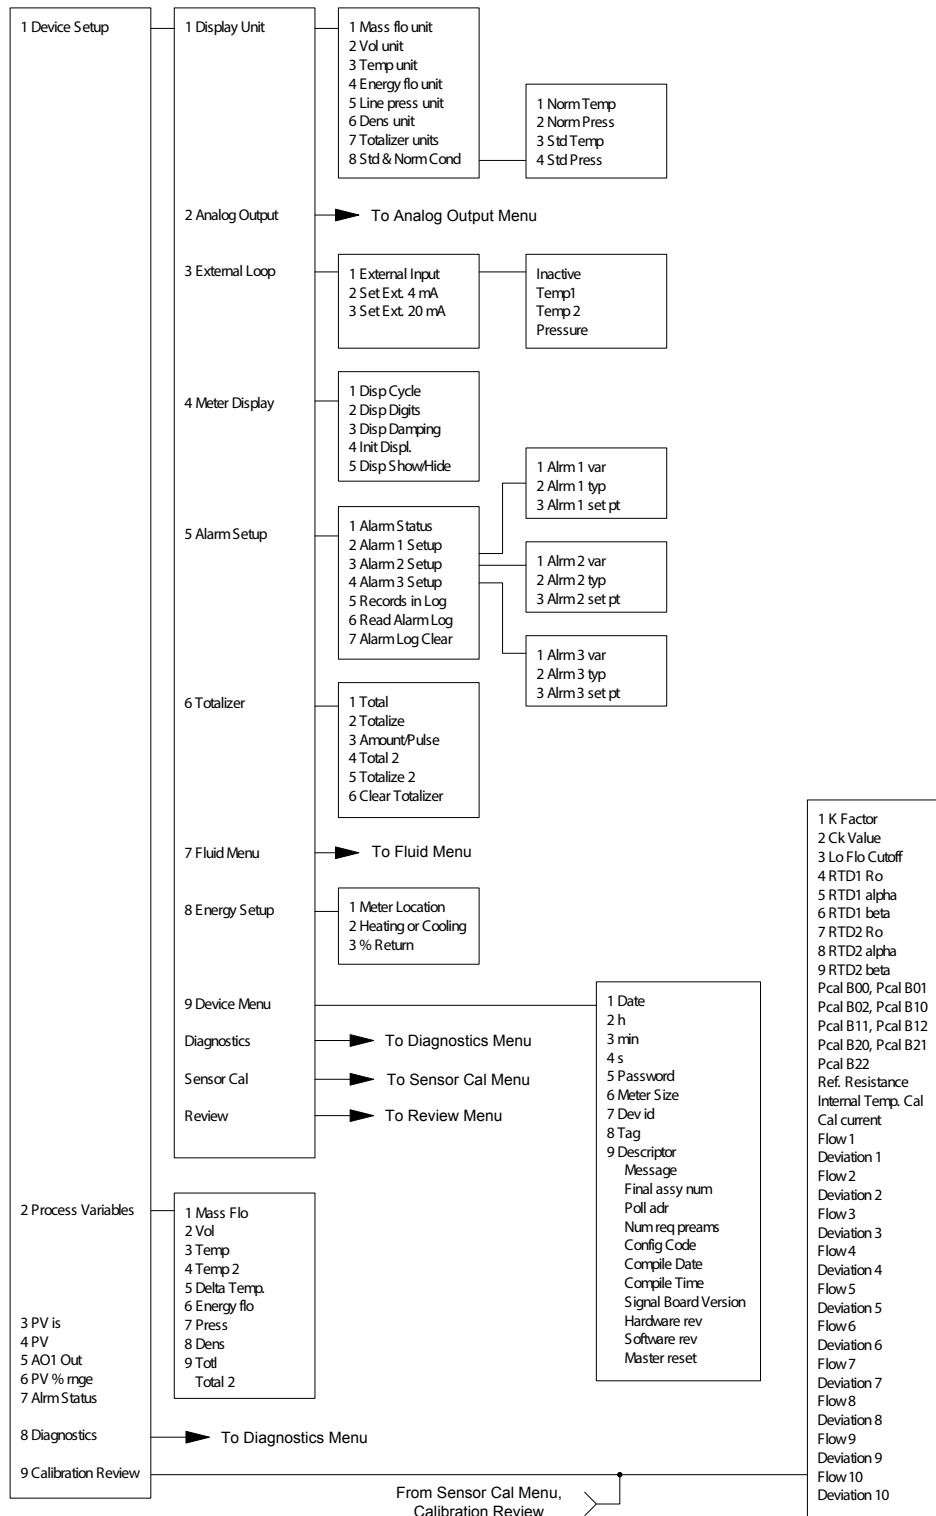 1 Device Setup
1 Display Unit
1 Mass flo unit
2 Vol unit
3 Temp unit
4 Energy flo unit
5 Line press unit
6 Dens unit
7 Totalizer units
8 Std & Norm Cond
1 Norm Temp
2 Norm Press
3 Std Temp
4 Std Press
2 Analog Output
To Analog Output Menu
3 External Loop
1 External Input
2 Set Ext. 4 mA
3 Set Ext. 20 mA
Inactive
Temp1
Temp 2
Pressure
4 Meter Display
1 Disp Cycle
2 Disp Digits
3 Disp Damping
4 Init Displ.
5 Disp Show/Hide
5 Alarm Setup
1 Alarm Status
2 Alarm 1 Setup
3 Alarm 2 Setup
4 Alarm 3 Setup
5 Records in Log
6 Read Alarm Log
7 Alarm Log Clear
1 Alrm 1 var
2 Alrm 1 typ
3 Alrm 1 set pt
1 Alrm 2 var
2 Alrm 2 typ
3 Alrm 2 set pt
1 Alrm 3 var
2 Alrm 3 typ
3 Alrm 3 set pt
6 Totalizer
1 Total
2 Totalize
3 Amount/Pulse
4 Total 2
5 Totalize 2
6 Clear Totalizer
7 Fluid Menu
To Fluid Menu
8 Energy Setup
1 Meter Location
2 Heating or Cooling
3 % Return
9 Device Menu
1 Date
2 h
3 min
4 s
5 Password
6 Meter Size
7 Dev id
8 Tag
9 Descriptor
Message
Final assy num
Poll adr
Num req preams
Config Code
Compile Date
Compile Time
Signal Board Version
Hardware rev
Software rev
Master reset
Diagnostics
To Diagnostics Menu
Sensor Cal
To Sensor Cal Menu
Review
To Review Menu
2 Process Variables
1 Mass Flo
2 Vol
3 Temp
4 Temp 2
5 Delta Temp.
6 Energy flo
7 Press
8 Dens
9 Totl
Total 2
3 PV is
4 PV
5 AO1 Out
6 PV % rnge
7 Alrm Status
8 Diagnostics
To Diagnostics Menu
9 Calibration Review
From Sensor Cal Menu,
Calibration Review
1 K Factor
2 Ck Value
3 Lo Flo Cutoff
4 RTD1 Ro
5 RTD1 alpha
6 RTD1 beta
7 RTD2 Ro
8 RTD2 alpha
9 RTD2 beta
Pcal B00, Pcal B01
Pcal B02, Pcal B10
Pcal B11, Pcal B12
Pcal B20, Pcal B21
Pcal B22
Ref. Resistance
Internal Temp. Cal
Cal current
Flow 1
Deviation 1
Flow 2
Deviation 2
Flow 3
Deviation 3
Flow 4
Deviation 4
Flow 5
Deviation 5
Flow 6
Deviation 6
Flow 7
Deviation 7
Flow 8
Deviation 8
Flow 9
Deviation 9
Flow 10
Deviation 10